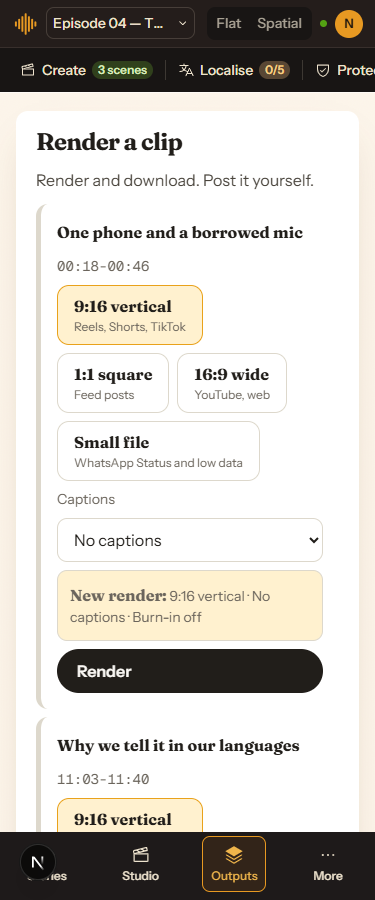 Episode 04 — T...
Flat Spatial
N
Create 3 scenes Localise 0/5
Render a clip
Render and download. Post it yourself.
One phone and a borrowed mic
00:18-00:46
9:16 vertical
Reels, Shorts, TikTok
1:1 square 16:9 wide
Feed posts YouTube, web
Small file
WhatsApp Status and low data
Captions
No captions
New render: 9:16 vertical · No
captions · Burn-in off
Render
Why we tell it in our languages
11:03-11:40
9:16 vertical
N
Studio Outputs More